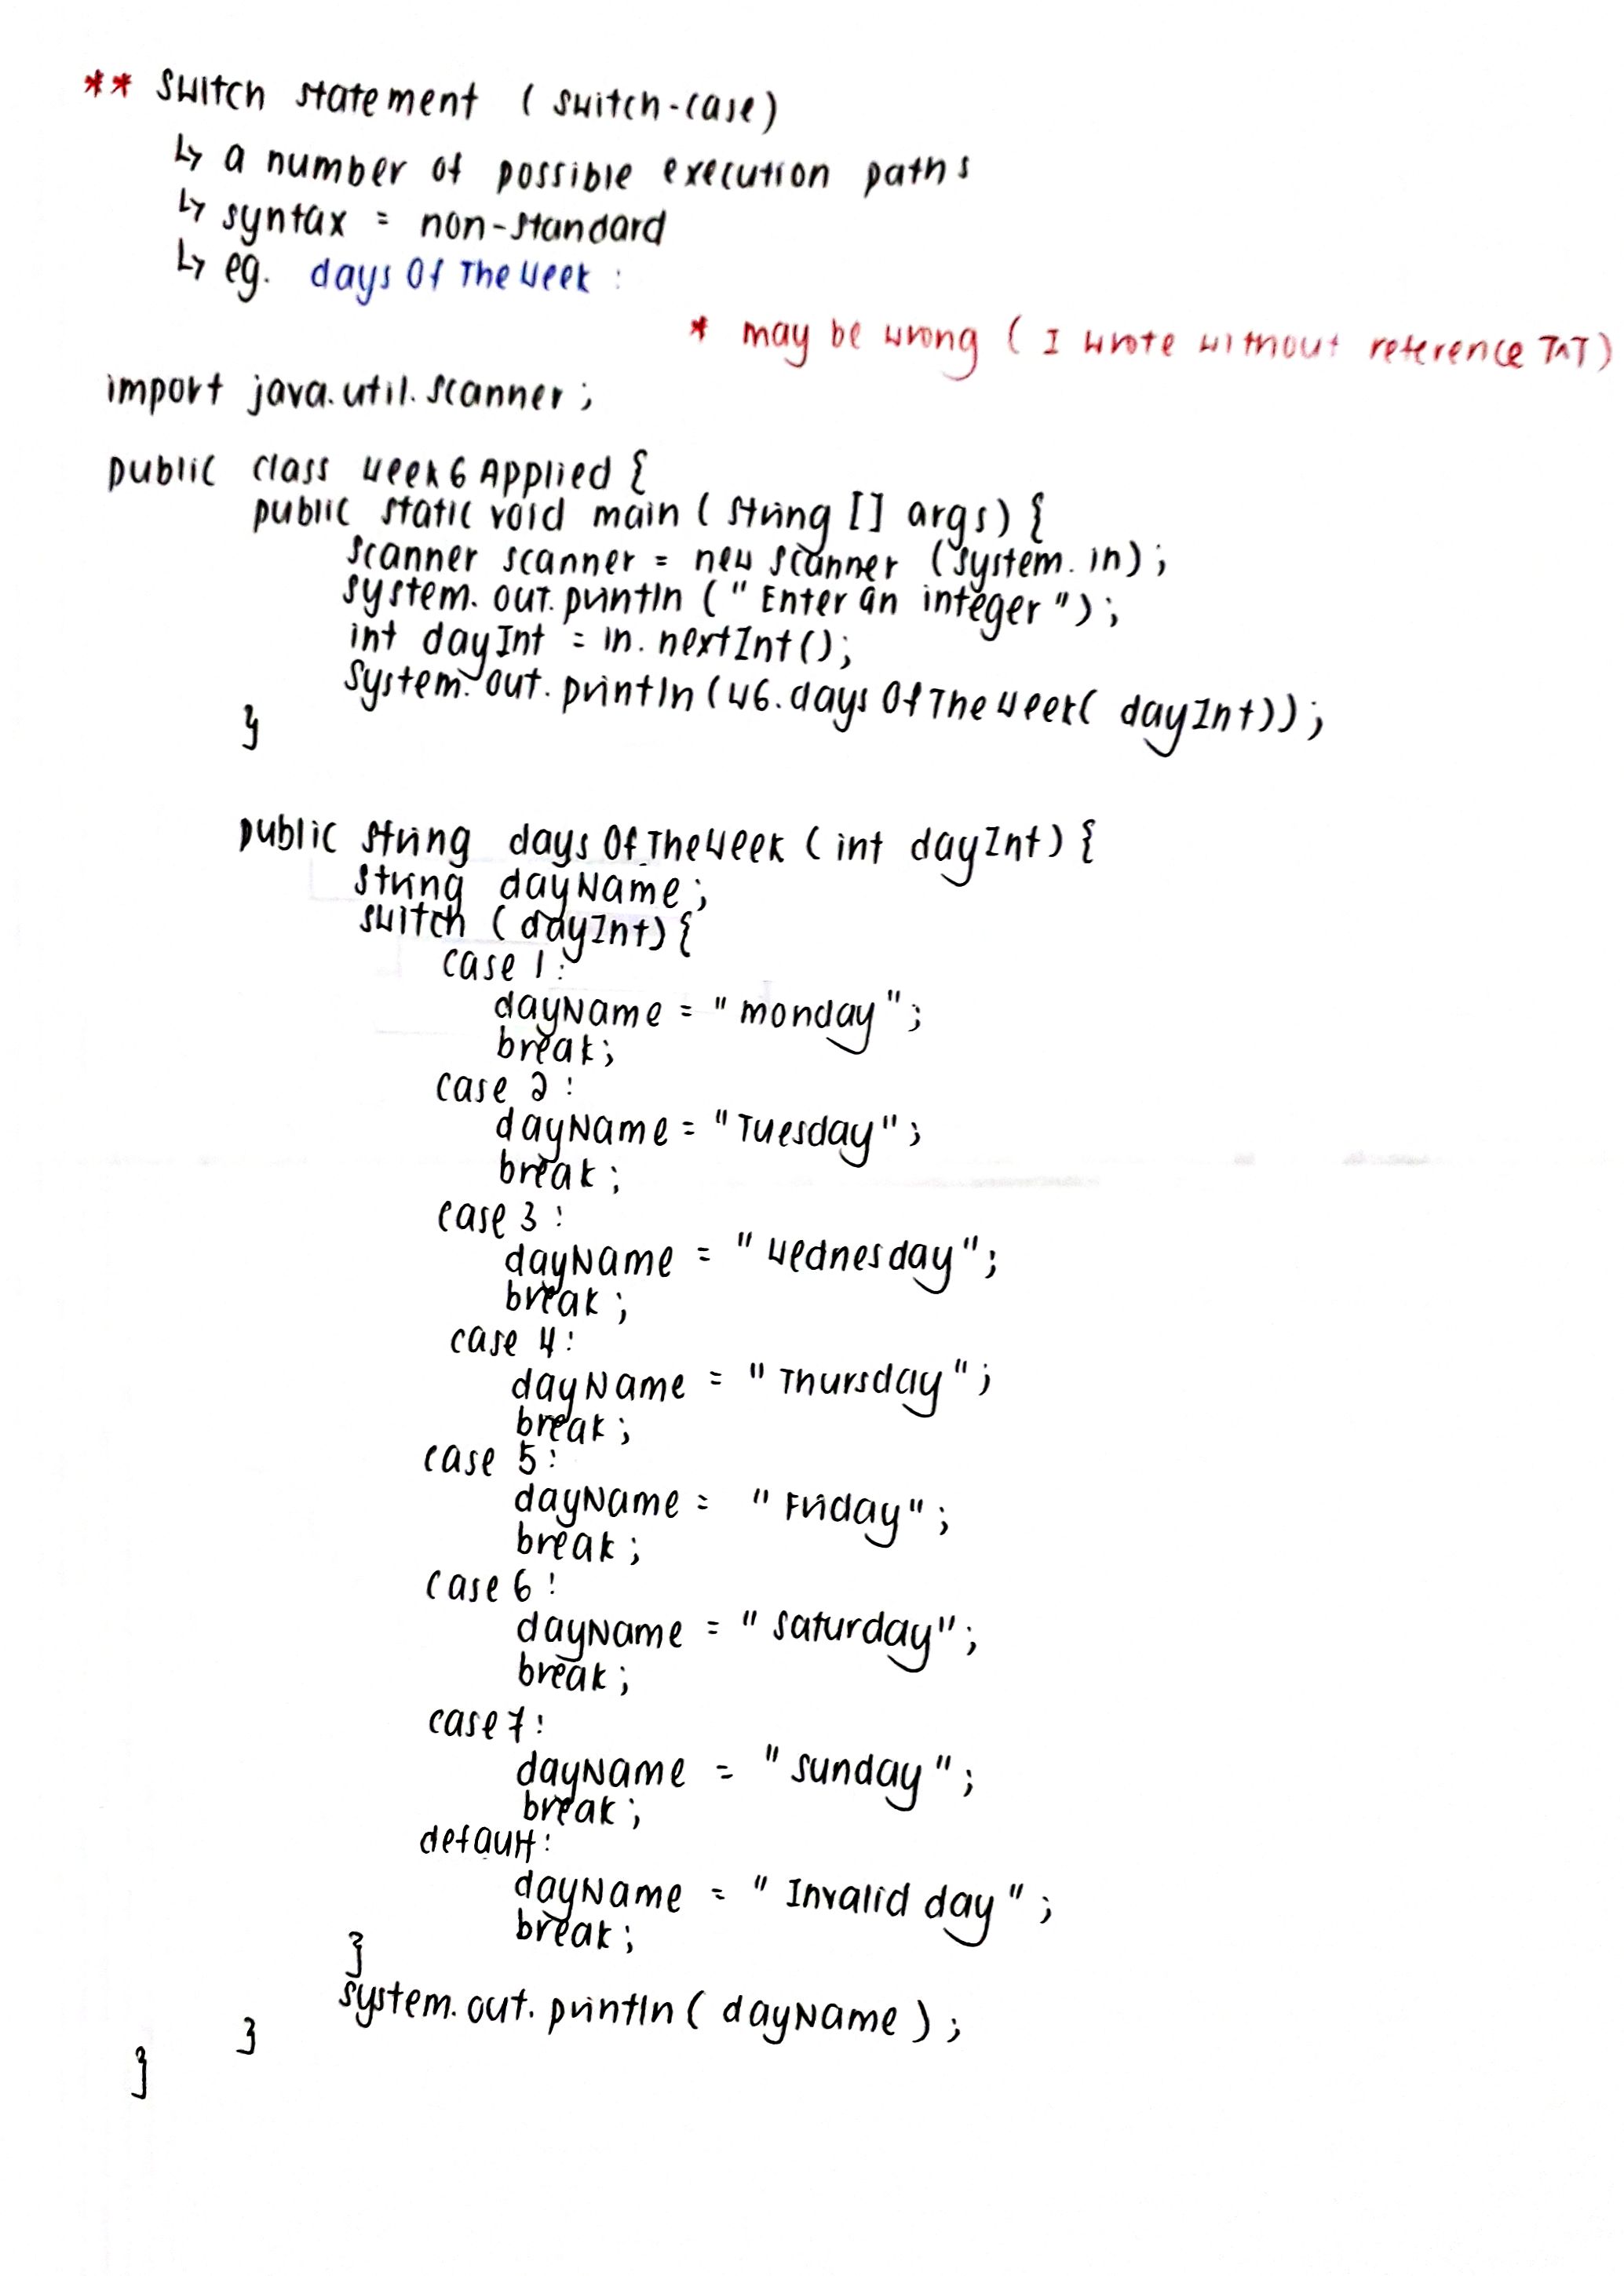 ** Switch statement (switch-case)
↳ a number of possible execution paths
↳ syntax = non-standard
↳ eg. daysOfTheWeek :
* may be wrong (I wrote without reference TAT)
import java.util.Scanner;
public class Week6Applied {
public static void main (String [] args) {
Scanner scanner = new Scanner (System.in);
System.out.println ("Enter an integer");
int dayInt = in.nextInt();
System.out.println (W6.daysOfTheWeek( dayInt));
}
public String daysOfTheWeek (int dayInt) {
String dayName;
switch (dayInt) {
case 1:
dayName = "monday";
break;
case 2:
dayName = "Tuesday";
break;
case 3:
dayName = "Wednesday";
break;
case 4:
dayName = "Thursday";
break;
case 5:
dayName = "Friday";
break;
case 6:
dayName = "Saturday";
break;
case 7:
dayName = "Sunday";
break;
default:
dayName = "Invalid day";
break;
}
System.out.println( dayName );
}
}